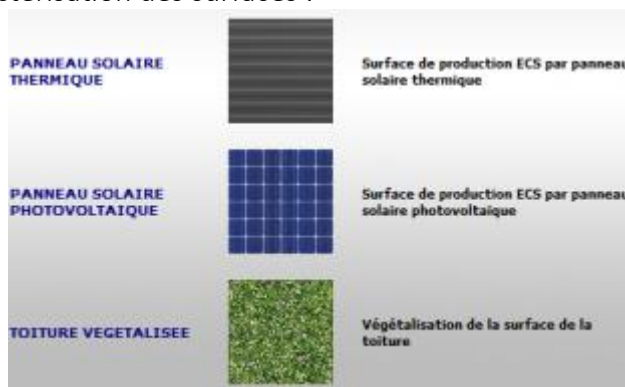 PANNEAU SOLAIRE
THERMIQUE
Surface de production ECS par panneau
solaire thermique
PANNEAU SOLAIRE
PHOTOVOLTAIQUE
Surface de production ECS par panneau
solaire photovoltaïque
TOITURE VEGETALISEE
Végétalisation de la surface de la
toiture